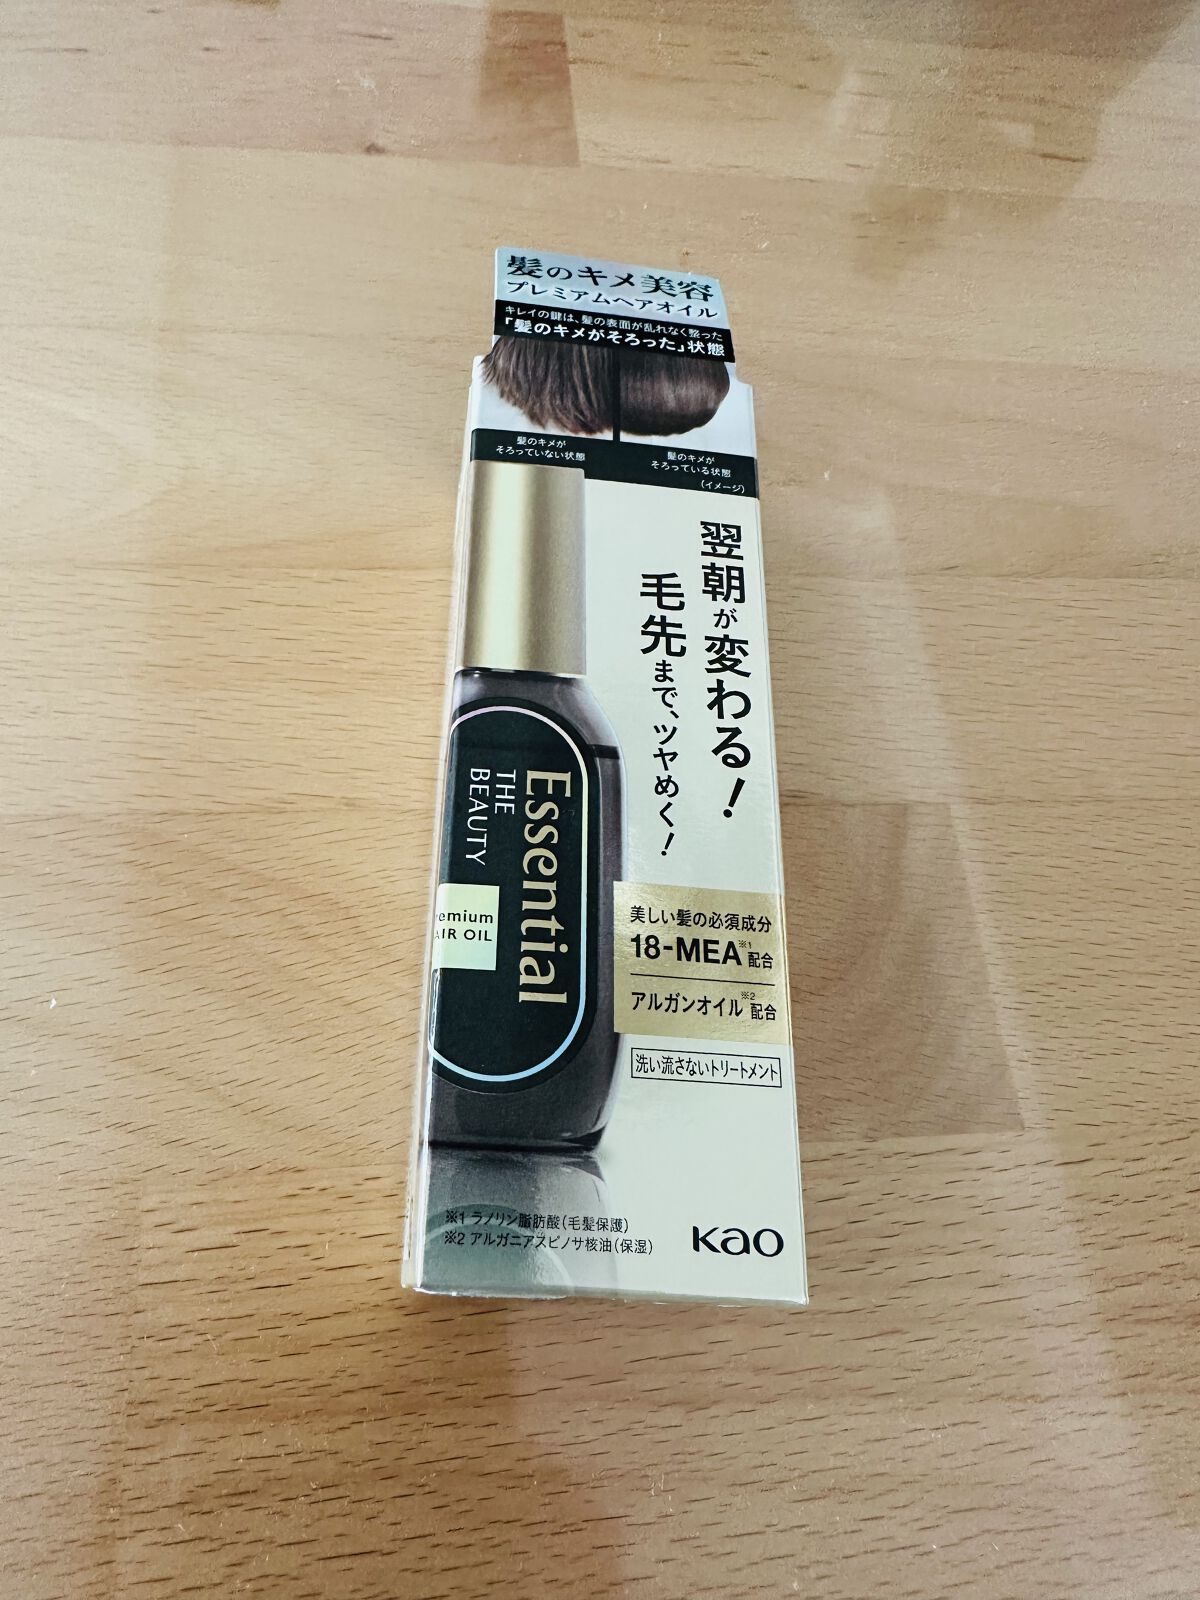 髪のキメ美容
プレミアムヘアオイル
キレイの鍵は、髪の表面が乱れなく整った
「髪のキメがそろった」状態
髪のキメが
そろっていない状態
髪のキメが
そろっている状態
(イメージ)
翌朝が変わる!
毛先まで、ツヤめく!
Essential
THE
BEAUTY
emium
AIR OIL
美しい髪の必須成分
18-MEA※1配合
アルガンオイル※2配合
洗い流さないトリートメント
※1 ラノリン脂肪酸(毛髪保護)
※2 アルガニアスピノサ核油(保湿)
Kao